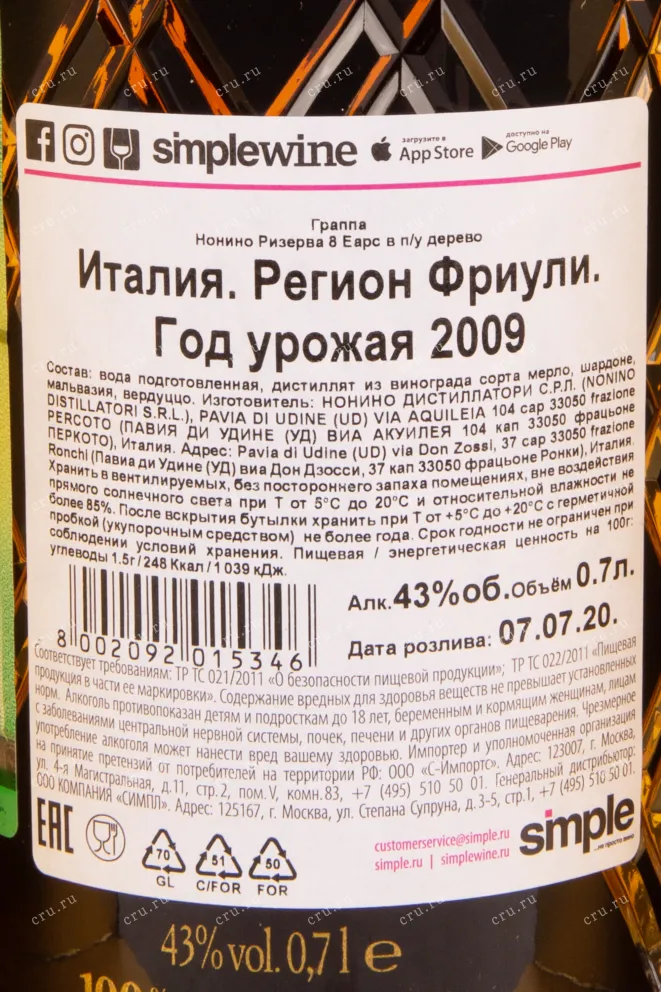 simplewine загрузите в App Store доступно на Google Play
Граппа
Нонино Ризерва 8 Еарс в п/у дерево
Италия. Регион Фриули.
Год урожая 2009
Состав: вода подготовленная, дистиллят из винограда сорта мерло, шардоне,
мальвазия, вердуццо. Изготовитель: НОНИНО ДИСТИЛЛАТОРИ С.Р.Л. (NONINO
DISTILLATORI S.R.L.), PAVIA DI UDINE (UD) VIA AQUILEIA 104 cap 33050 frazione
PERCOTO (ПАВИЯ ДИ УДИНЕ (УД) ВИА АКУИЛЕЯ 104 кап 33050 фрацьоне
ПЕРКОТО), Италия. Адрес: Pavia di Udine (UD) via Don Zossi, 37 cap 33050 frazione
Ronchi (Павиа ди Удине (УД) виа Дон Дзосси, 37 кап 33050 фрацьоне Ронки), Италия.
Хранить в вентилируемых, без постороннего запаха помещениях, вне воздействия
прямого солнечного света при Т от 5°С до 20°С и относительной влажности не
более 85%. После вскрытия бутылки хранить при Т от +5°С до +20°С с герметичной
пробкой (укупорочным средством) не более года. Срок годности не ограничен при
соблюдении условий хранения. Пищевая / энергетическая ценность на 100г:
углеводы 1.5г / 248 Ккал / 1 039 кДж.
Алк. 43%об. Объём 0.7л.
8 002092 015346
Дата розлива: 07.07.20.
Соответствует требованиям: ТР ТС 021/2011 «О безопасности пищевой продукции»; ТР ТС 022/2011 «Пищевая
продукция в части ее маркировки». Содержание вредных для здоровья веществ не превышает установленных
норм. Алкоголь противопоказан детям и подросткам до 18 лет, беременным и кормящим женщинам, лицам
с заболеваниями центральной нервной системы, почек, печени и других органов пищеварения. Чрезмерное
употребление алкоголя может нанести вред вашему здоровью. Импортер и уполномоченная организация
на принятие претензий от потребителей на территории РФ: ООО «С-Импортс». Адрес: 123007, г. Москва,
ул. 4-я Магистральная, д.11, стр.2, пом.V, комн.83, +7 (495) 510 50 01. Генеральный дистрибьютор:
ООО КОМПАНИЯ «СИМПЛ». Адрес: 125167, г. Москва, ул. Степана Супруна, д.3-5, стр.1, +7 (495) 510 50 01.
EAC
70 51 50
GL C/FOR FOR
customerservice@simple.ru
simple.ru | simplewine.ru
simple
...не просто вино
43% vol. 0,7 l e
100%